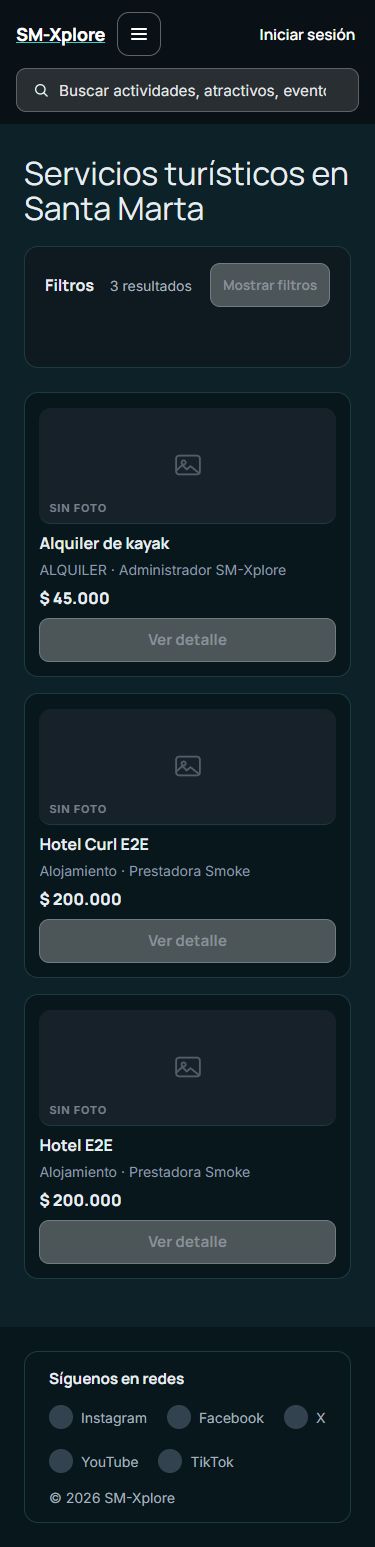 SM-Xplore
Iniciar sesión
Buscar actividades, atractivos, evento
Servicios turísticos en
Santa Marta
Filtros 3 resultados Mostrar filtros
SIN FOTO
Alquiler de kayak
ALQUILER · Administrador SM-Xplore
$ 45.000
Ver detalle
SIN FOTO
Hotel Curl E2E
Alojamiento · Prestadora Smoke
$ 200.000
Ver detalle
SIN FOTO
Hotel E2E
Alojamiento · Prestadora Smoke
$ 200.000
Ver detalle
Síguenos en redes
Instagram Facebook X
YouTube TikTok
© 2026 SM-Xplore